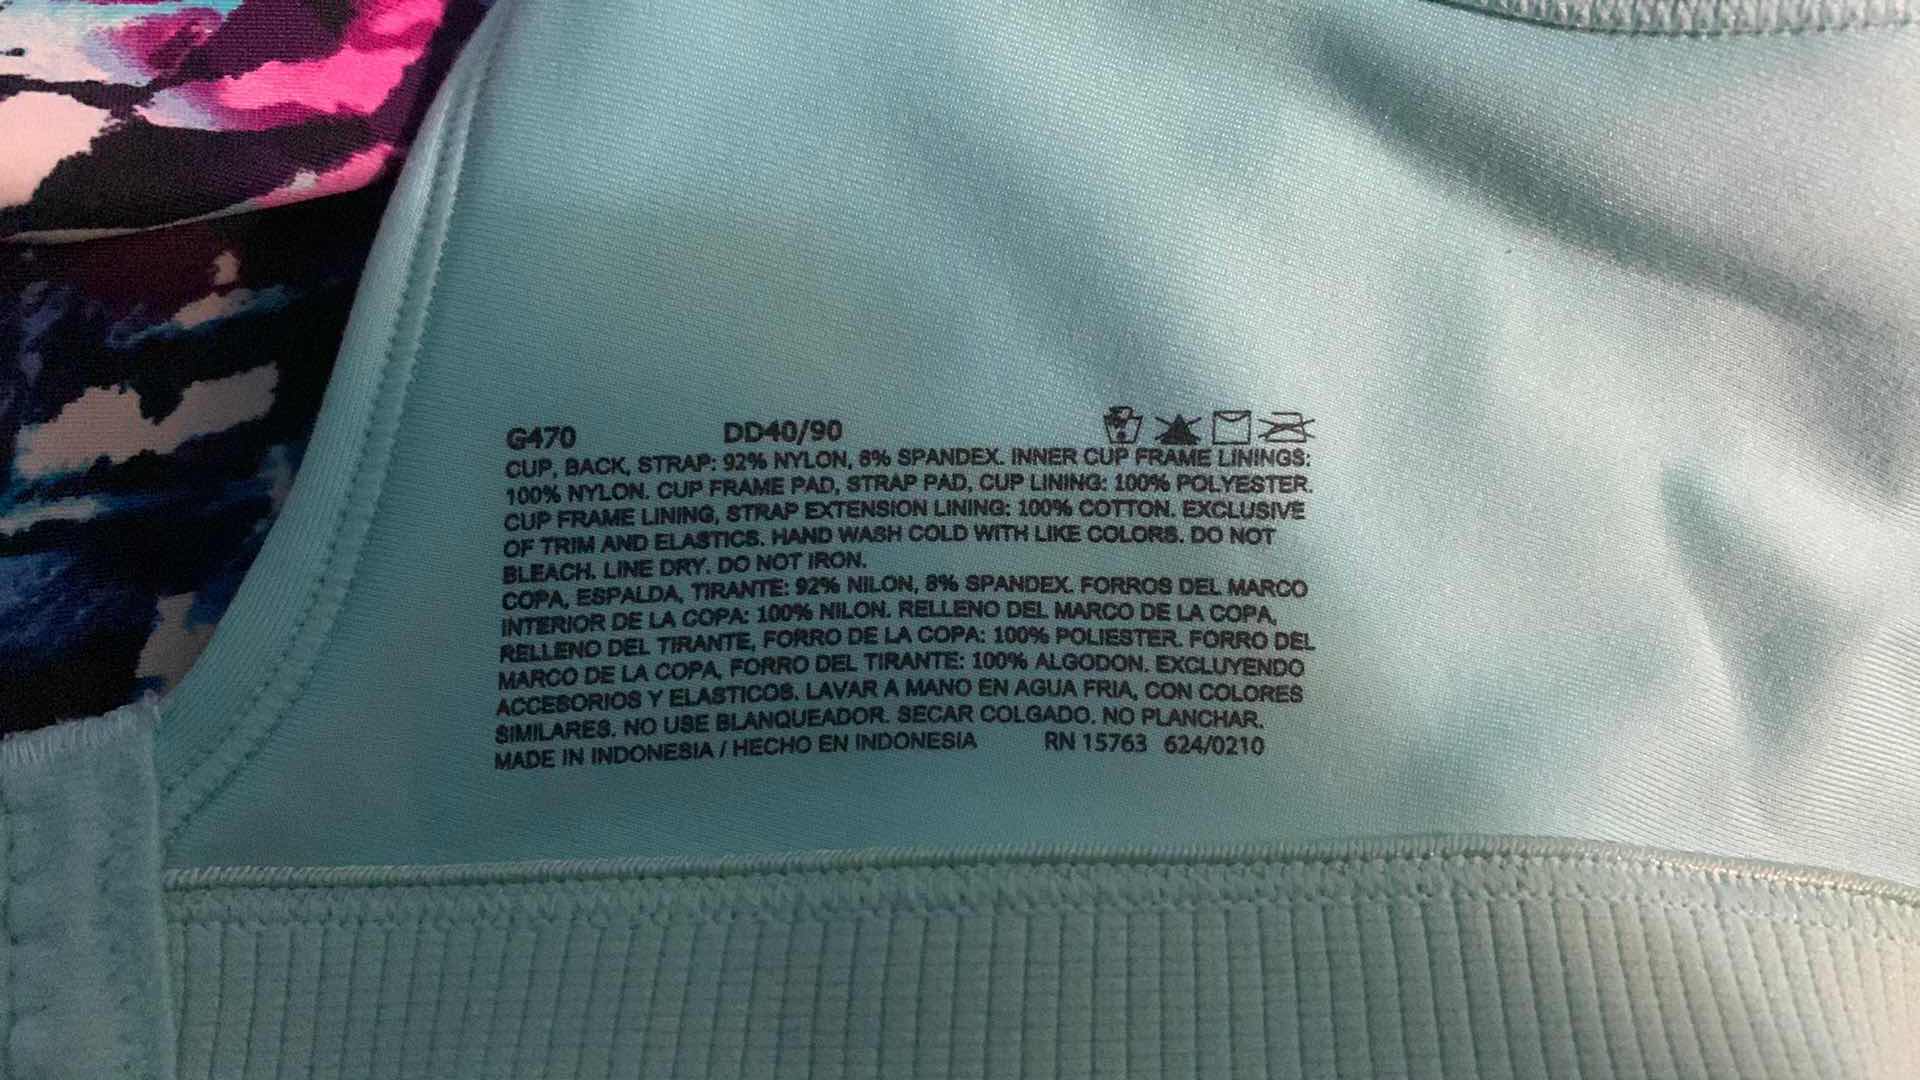 G470 DD40/90
CUP, BACK, STRAP: 92% NYLON, 8% SPANDEX. INNER CUP FRAME LININGS:
100% NYLON. CUP FRAME PAD, STRAP PAD, CUP LINING: 100% POLYESTER.
CUP FRAME LINING, STRAP EXTENSION LINING: 100% COTTON. EXCLUSIVE
OF TRIM AND ELASTICS. HAND WASH COLD WITH LIKE COLORS. DO NOT
BLEACH. LINE DRY. DO NOT IRON.
COPA, ESPALDA, TIRANTE: 92% NILON, 8% SPANDEX. FORROS DEL MARCO
INTERIOR DE LA COPA: 100% NILON. RELLENO DEL MARCO DE LA COPA,
RELLENO DEL TIRANTE, FORRO DE LA COPA: 100% POLIESTER. FORRO DEL
MARCO DE LA COPA, FORRO DEL TIRANTE: 100% ALGODON. EXCLUYENDO
ACCESORIOS Y ELASTICOS. LAVAR A MANO EN AGUA FRIA, CON COLORES
SIMILARES. NO USE BLANQUEADOR. SECAR COLGADO. NO PLANCHAR.
MADE IN INDONESIA / HECHO EN INDONESIA RN 15763 624/0210